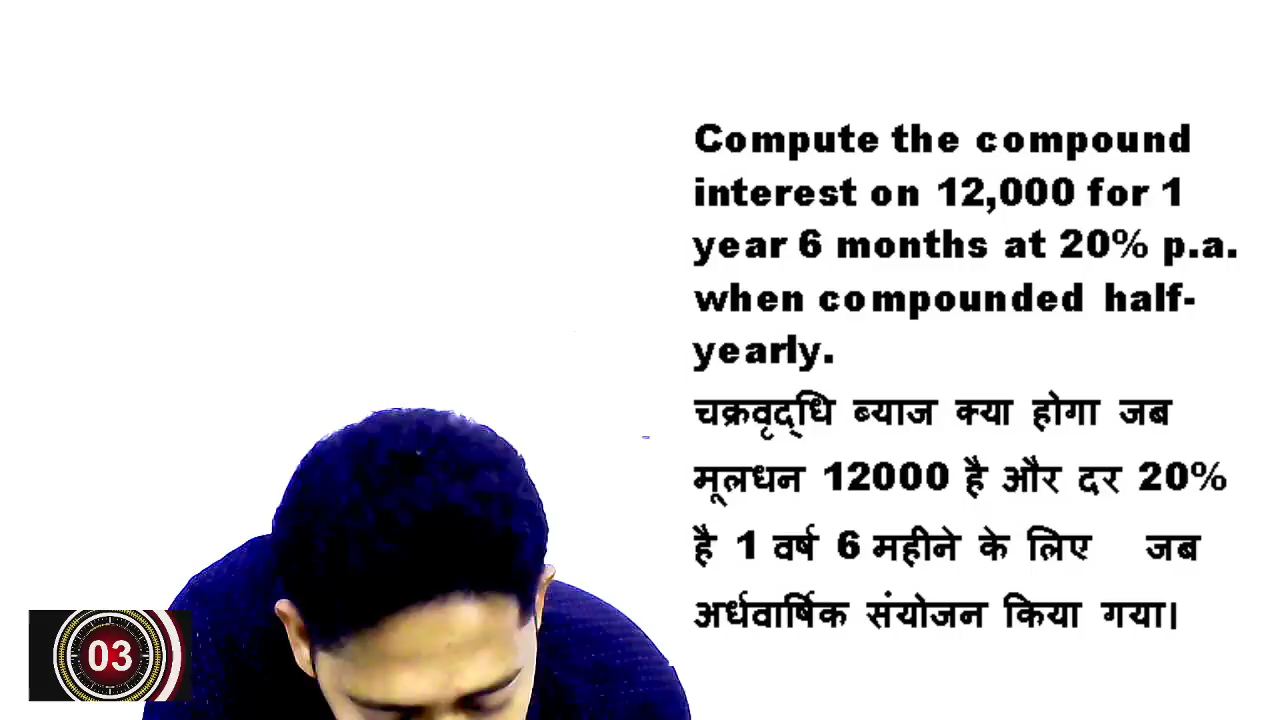 Compute the compound
interest on 12,000 for 1
year 6 months at 20% p.a.
when compounded half-
yearly.
चक्रवृद्धि ब्याज क्या होगा जब
मूलधन 12000 है और दर 20%
है 1 वर्ष 6 महीने के लिए जब
अर्धवार्षिक संयोजन किया गया।
03